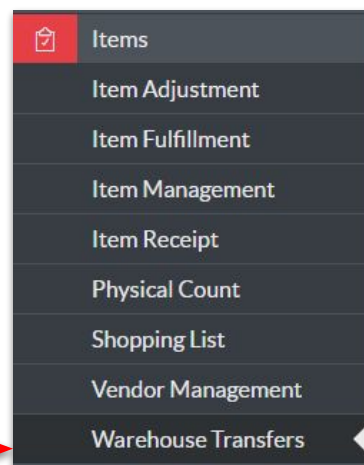 Items
Item Adjustment
Item Fulfillment
Item Management
Item Receipt
Physical Count
Shopping List
Vendor Management
Warehouse Transfers